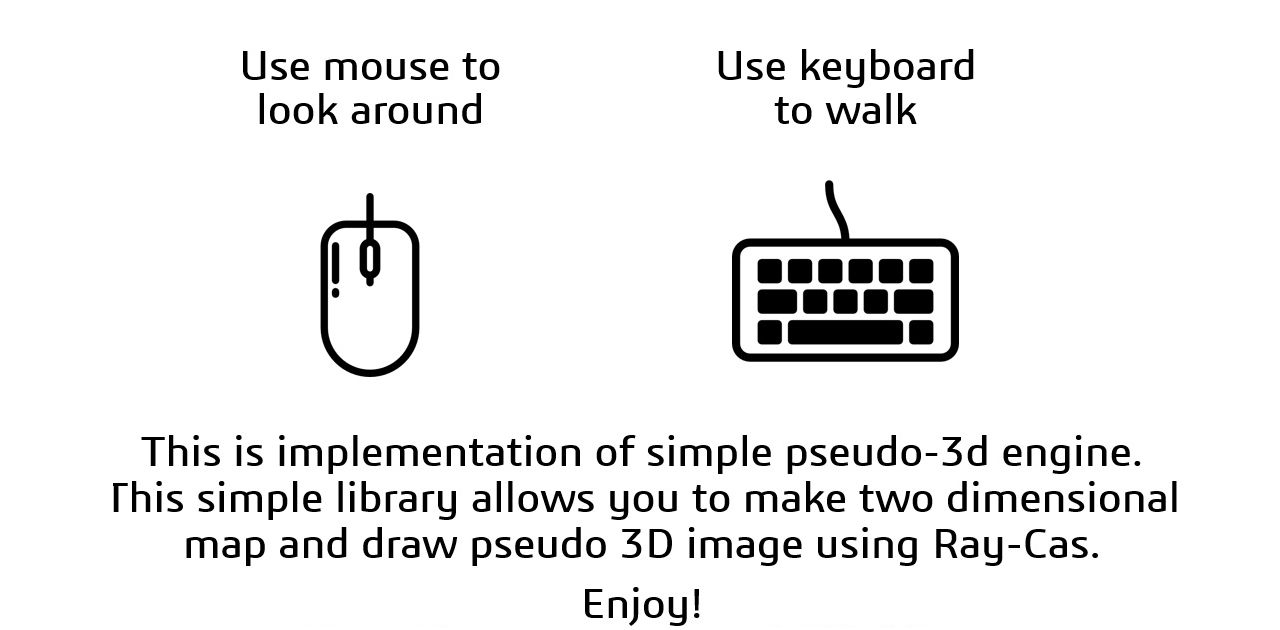 Use mouse to
look around
Use keyboard
to walk
This is implementation of simple pseudo-3d engine.
This simple library allows you to make two dimensional
map and draw pseudo 3D image using Ray-Cas.
Enjoy!